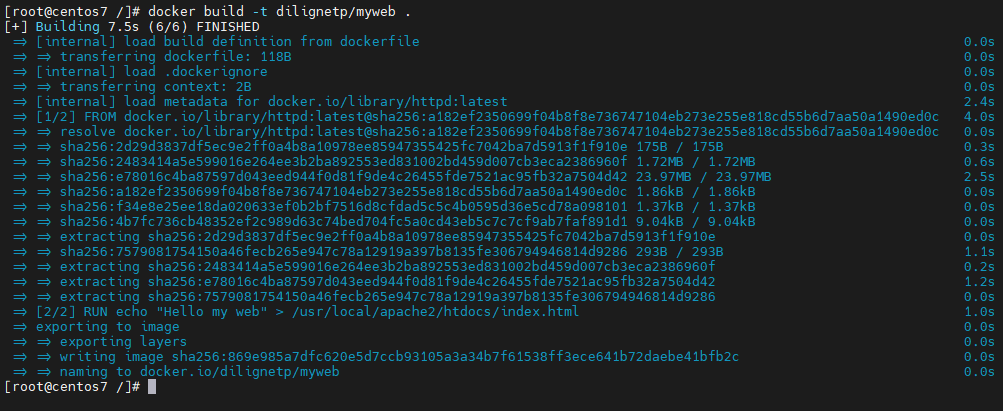 [root@centos7 /]# docker build -t dilignetp/myweb .
[+] Building 7.5s (6/6) FINISHED
=> [internal] load build definition from dockerfile 0.0s
=> => transferring dockerfile: 118B 0.0s
=> [internal] load .dockerignore 0.0s
=> => transferring context: 2B 0.0s
=> [internal] load metadata for docker.io/library/httpd:latest 2.4s
=> [1/2] FROM docker.io/library/httpd:latest@sha256:a182ef2350699f04b8f8e736747104eb273e255e818cd55b6d7aa50a1490ed0c 4.0s
=> => resolve docker.io/library/httpd:latest@sha256:a182ef2350699f04b8f8e736747104eb273e255e818cd55b6d7aa50a1490ed0c 0.0s
=> => sha256:2d29d3837df5ec9e2ff0a4b8a10978ee85947355425fc7042ba7d5913f1f910e 175B / 175B 0.3s
=> => sha256:2483414a5e599016e264ee3b2ba892553ed831002bd459d007cb3eca2386960f 1.72MB / 1.72MB 0.6s
=> => sha256:e78016c4ba87597d043eed944f0d81f9de4c26455fde7521ac95fb32a7504d42 23.97MB / 23.97MB 2.5s
=> => sha256:a182ef2350699f04b8f8e736747104eb273e255e818cd55b6d7aa50a1490ed0c 1.86kB / 1.86kB 0.0s
=> => sha256:f34e8e25ee18da020633ef0b2bf7516d8cfdad5c5c4b0595d36e5cd78a098101 1.37kB / 1.37kB 0.0s
=> => sha256:4b7fc736cb48352ef2c989d63c74bed704fc5a0cd43eb5c7c7cf9ab7faf891d1 9.04kB / 9.04kB 0.0s
=> => extracting sha256:2d29d3837df5ec9e2ff0a4b8a10978ee85947355425fc7042ba7d5913f1f910e 0.0s
=> => sha256:7579081754150a46fecb265e947c78a12919a397b8135fe306794946814d9286 293B / 293B 1.1s
=> => extracting sha256:2483414a5e599016e264ee3b2ba892553ed831002bd459d007cb3eca2386960f 0.2s
=> => extracting sha256:e78016c4ba87597d043eed944f0d81f9de4c26455fde7521ac95fb32a7504d42 1.2s
=> => extracting sha256:7579081754150a46fecb265e947c78a12919a397b8135fe306794946814d9286 0.0s
=> [2/2] RUN echo "Hello my web" > /usr/local/apache2/htdocs/index.html 1.0s
=> exporting to image 0.0s
=> => exporting layers 0.0s
=> => writing image sha256:869e985a7dfc620e5d7ccb93105a3a34b7f61538ff3ece641b72daebe41bfb2c 0.0s
=> => naming to docker.io/dilignetp/myweb 0.0s
[root@centos7 /]#